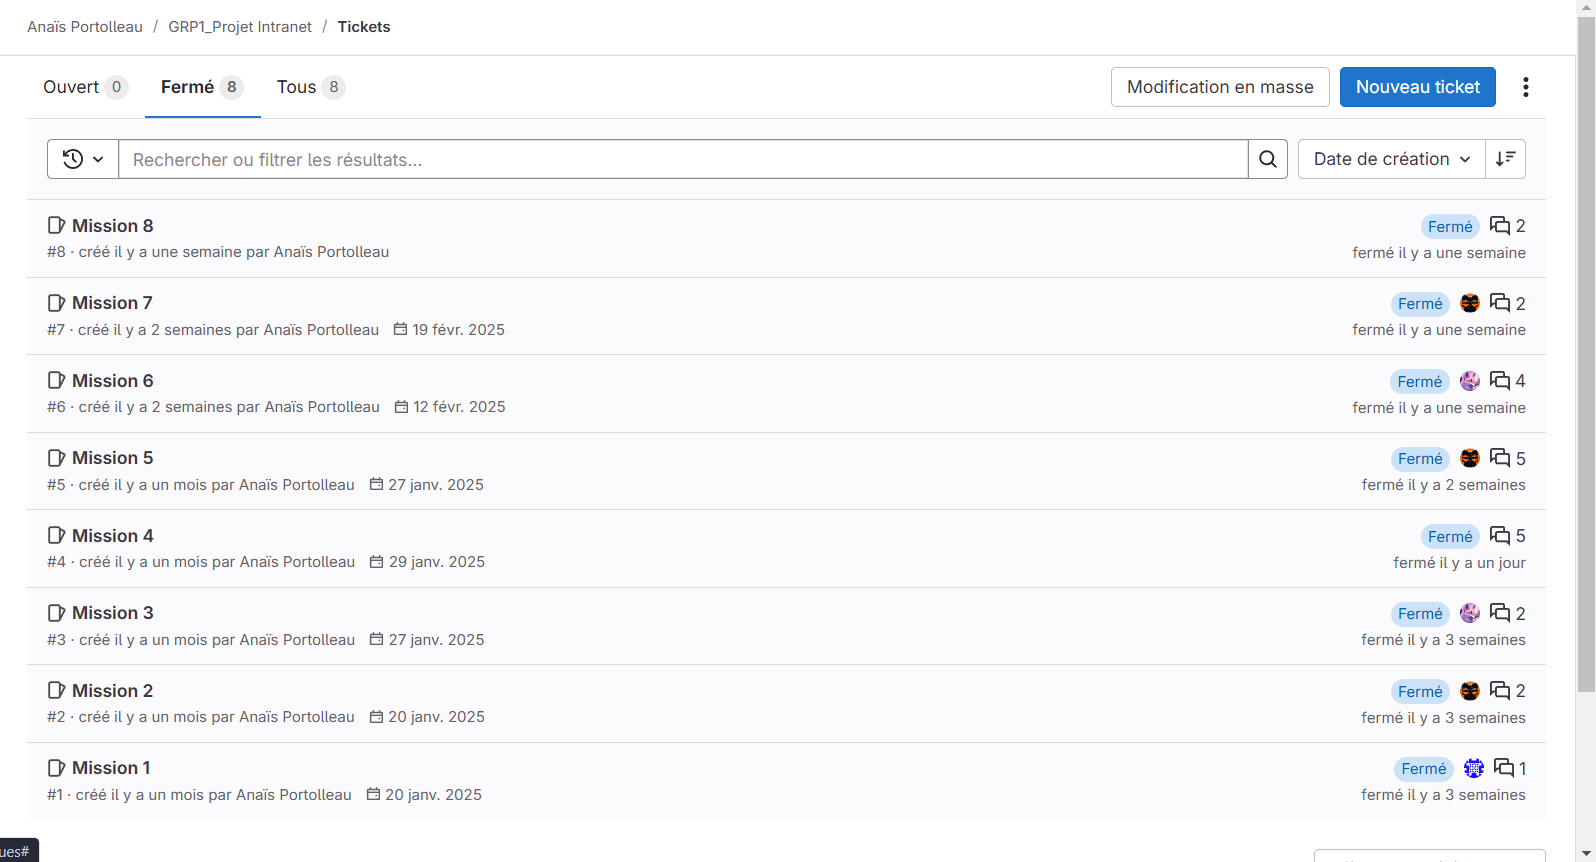 Anaïs Portolleau / GRP1_Projet Intranet / Tickets
Ouvert 0 Fermé 8 Tous 8 Modification en masse Nouveau ticket
Rechercher ou filtrer les résultats... Date de création
Mission 8 Fermé 2
#8 · créé il y a une semaine par Anaïs Portolleau fermé il y a une semaine
Mission 7 Fermé 2
#7 · créé il y a 2 semaines par Anaïs Portolleau 19 févr. 2025 fermé il y a une semaine
Mission 6 Fermé 4
#6 · créé il y a 2 semaines par Anaïs Portolleau 12 févr. 2025 fermé il y a une semaine
Mission 5 Fermé 5
#5 · créé il y a un mois par Anaïs Portolleau 27 janv. 2025 fermé il y a 2 semaines
Mission 4 Fermé 5
#4 · créé il y a un mois par Anaïs Portolleau 29 janv. 2025 fermé il y a un jour
Mission 3 Fermé 2
#3 · créé il y a un mois par Anaïs Portolleau 27 janv. 2025 fermé il y a 3 semaines
Mission 2 Fermé 2
#2 · créé il y a un mois par Anaïs Portolleau 20 janv. 2025 fermé il y a 3 semaines
Mission 1 Fermé 1
#1 · créé il y a un mois par Anaïs Portolleau 20 janv. 2025 fermé il y a 3 semaines
ues#